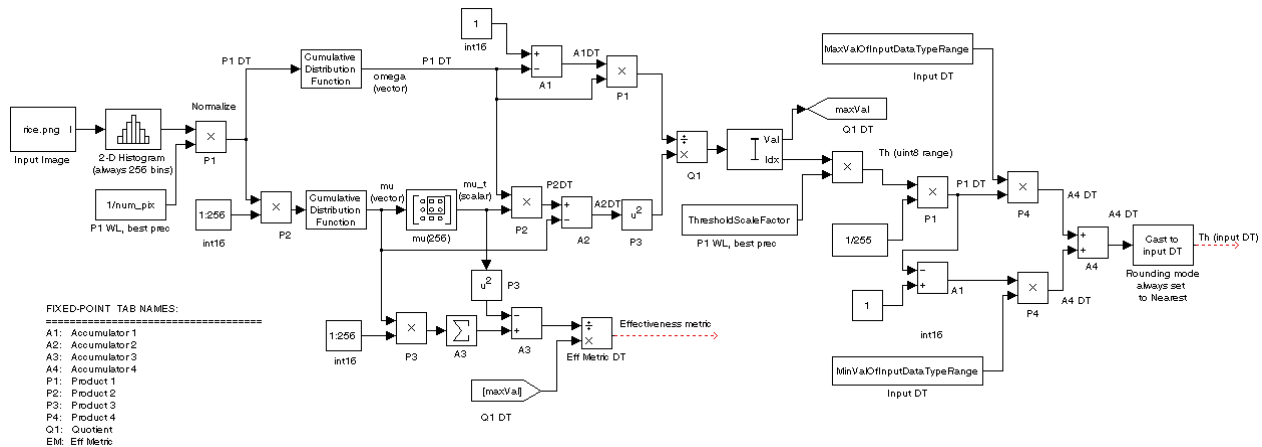 1
int16
MaxValOfInputDataTypeRange
Input DT
P1 DT
Cumulative
Distribution
Function
omega
(vector)
P1 DT
+
−
A1
A1DT
×
P1
rice.png I
Input Image
2-D Histogram
(always 256 bins)
Normalize
×
P1
1/num_pix
P1 WL, best prec
1:256
int16
×
P2
Cumulative
Distribution
Function
mu
(vector)
mu(256)
mu_t
(scalar)
×
P2
P2DT
+
−
A2
A2DT
u²
P3
÷
×
Q1
Val
Idx
maxVal
Q1 DT
×
Th (uint8 range)
ThresholdScaleFactor
P1 WL, best prec
×
P1
P1 DT
1/255
×
P4
A4 DT
−
+
A1
1
int16
×
P4
A4 DT
MinValOfInputDataTypeRange
Input DT
+
+
A4
A4 DT
Cast to
input DT
Rounding mode
always set
to Nearest
Th (input DT)
u²
P3
1:256
int16
×
P3
∑
A3
−
+
A3
÷
×
Eff Metric DT
Effectiveness metric
[maxVal]
Q1 DT
FIXED-POINT TAB NAMES:
==================================
A1: Accumulator 1
A2: Accumulator 2
A3: Accumulator 3
A4: Accumulator 4
P1: Product 1
P2: Product 2
P3: Product 3
P4: Product 4
Q1: Quotient
EM: Eff Metric